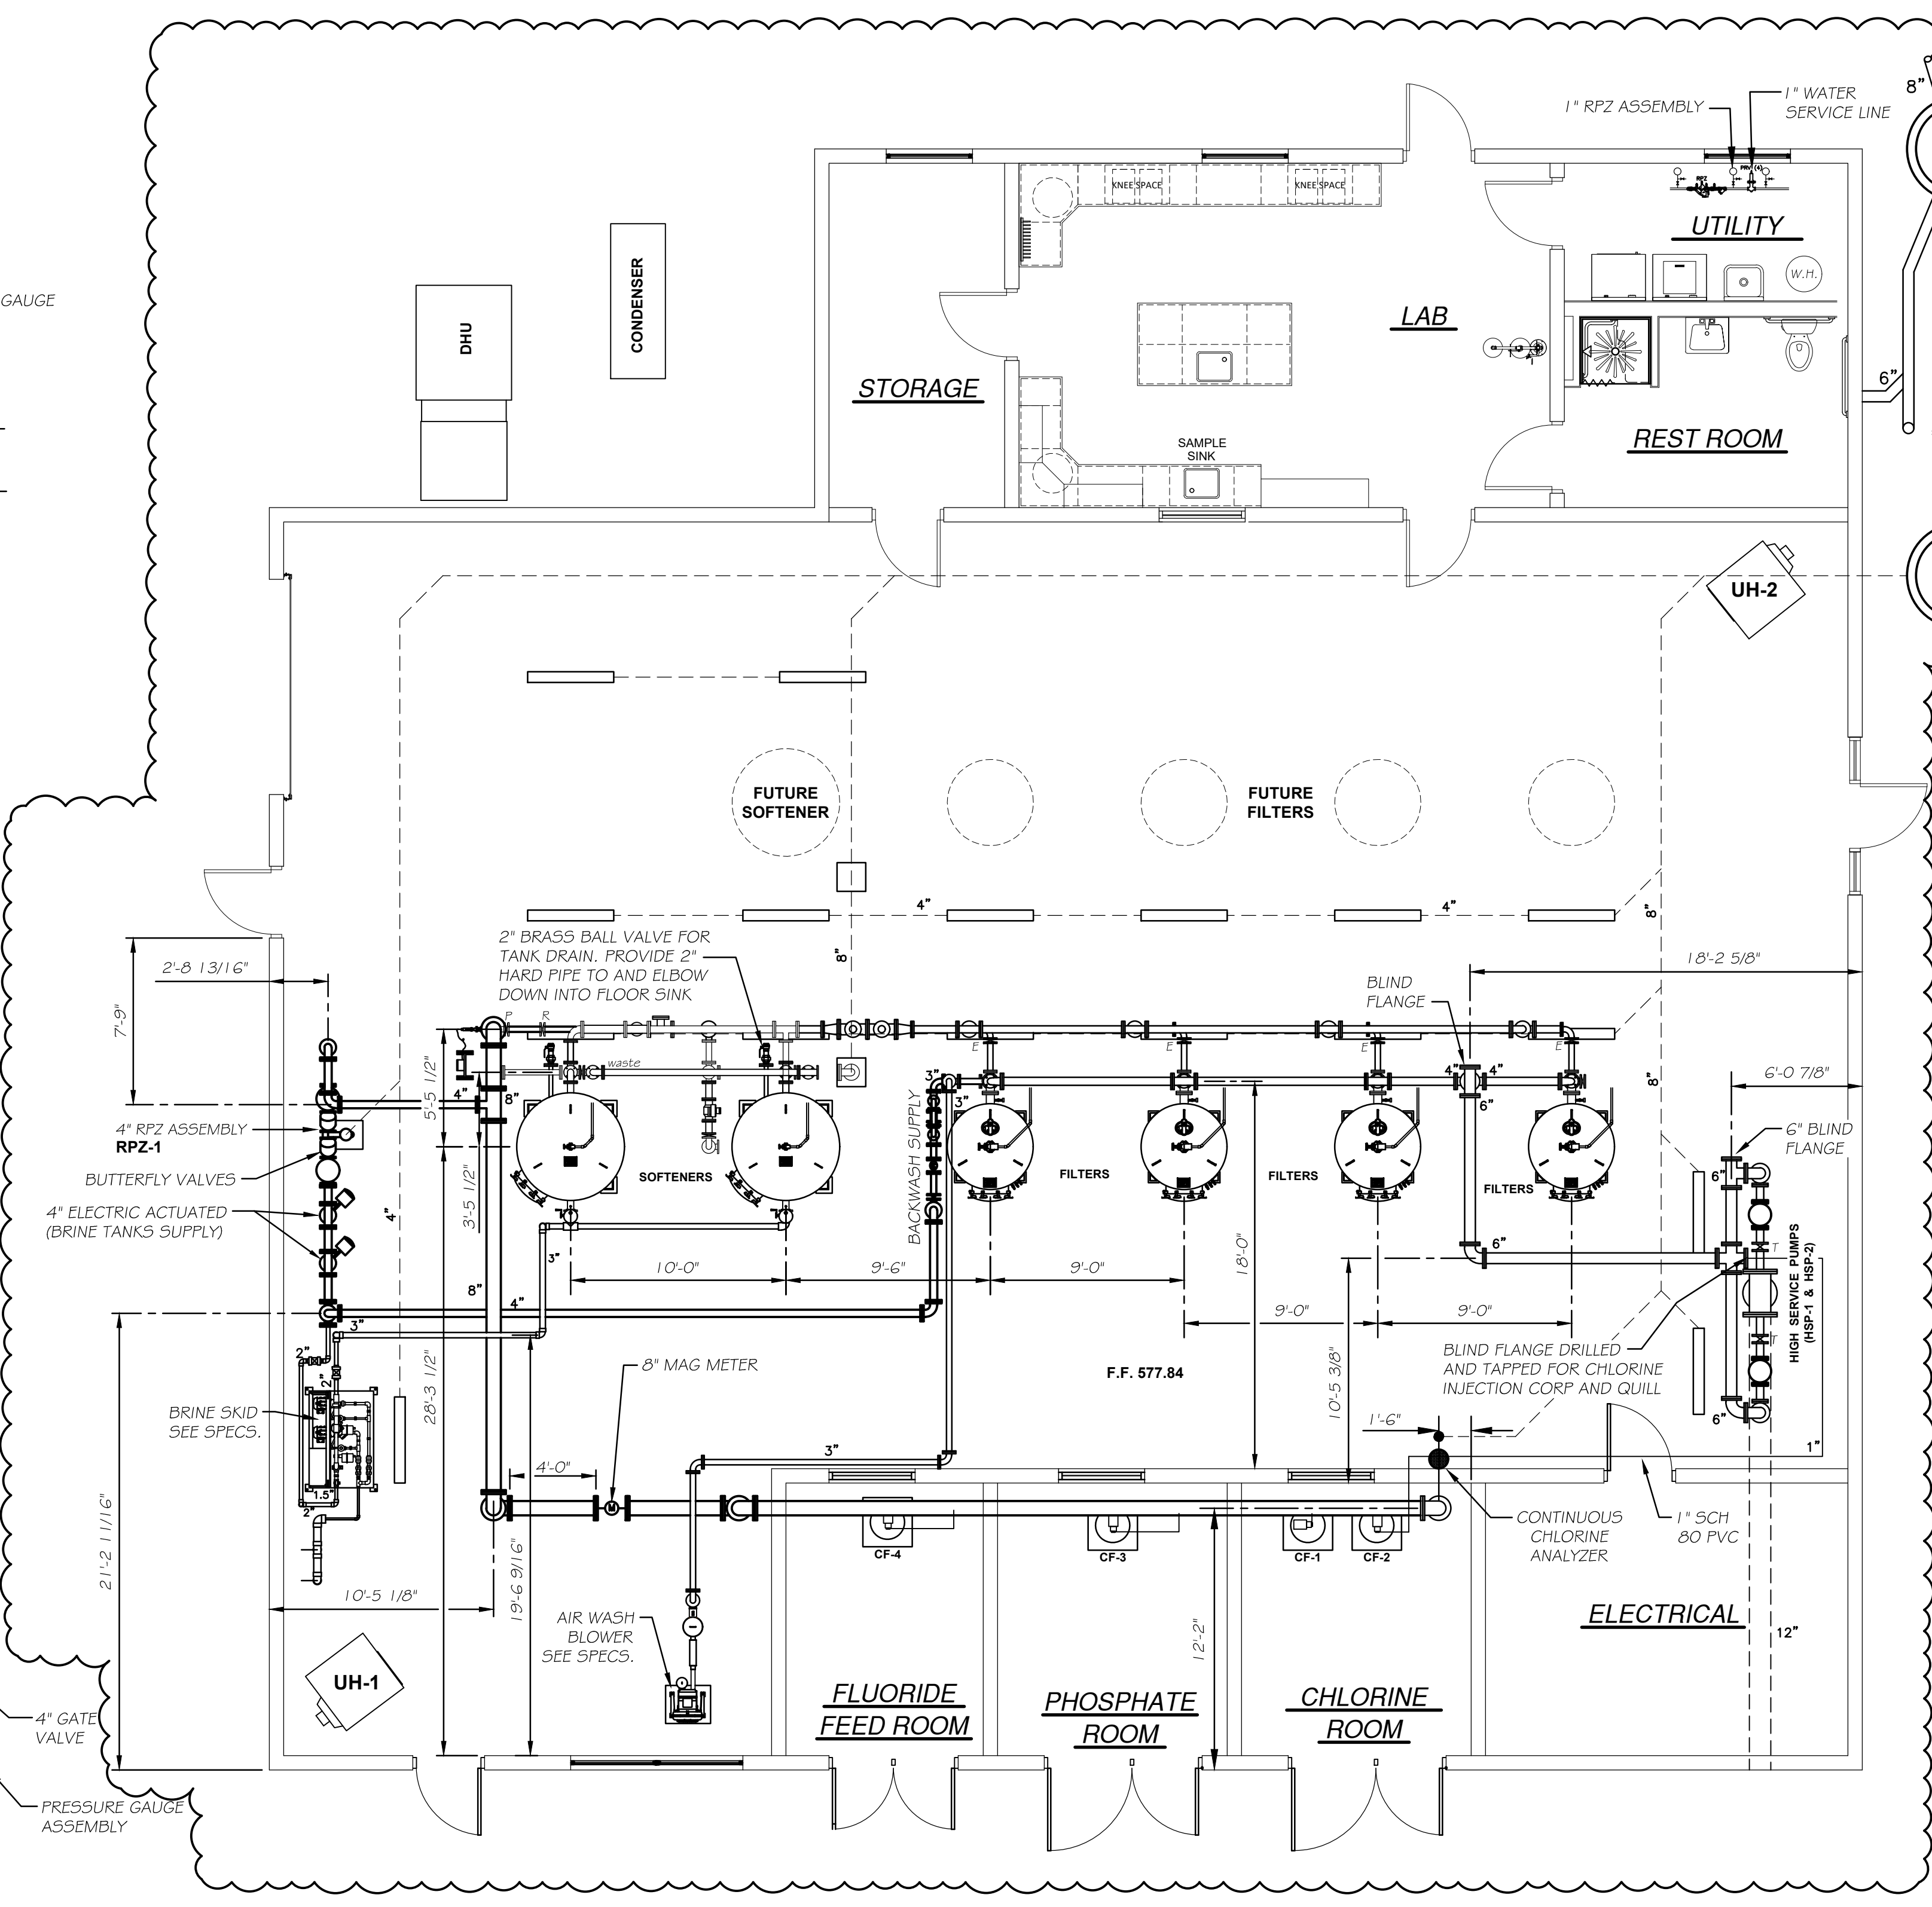 8"
1" RPZ ASSEMBLY
1" WATER
SERVICE LINE
KNEE SPACE
KNEE SPACE
RPZ
PRV (4)
UTILITY
GAUGE
DHU
CONDENSER
W.H.
LAB
STORAGE
6"
SAMPLE
SINK
REST ROOM
UH-2
FUTURE
SOFTENER
FUTURE
FILTERS
4"
4"
8"
8"
2" BRASS BALL VALVE FOR
TANK DRAIN. PROVIDE 2"
HARD PIPE TO AND ELBOW
DOWN INTO FLOOR SINK
2'-8 13/16"
7'-9"
18'-2 5/8"
BLIND
FLANGE
P
R
E
E
E
E
waste
5'-5 1/2"
4"
8"
3"
3"
4"
4"
6"
8"
6'-0 7/8"
4" RPZ ASSEMBLY
RPZ-1
BUTTERFLY VALVES
4" ELECTRIC ACTUATED
(BRINE TANKS SUPPLY)
4"
3'-5 1/2"
SOFTENERS
BACKWASH SUPPLY
FILTERS
FILTERS
FILTERS
6" BLIND
FLANGE
6"
3"
10'-0"
9'-6"
9'-0"
18'-0"
6"
T
HIGH SERVICE PUMPS
(HSP-1 & HSP-2)
8"
4"
9'-0"
9'-0"
3"
2"
2"
T
8" MAG METER
F.F. 577.84
10'-5 3/8"
BLIND FLANGE DRILLED
AND TAPPED FOR CHLORINE
INJECTION CORP AND QUILL
BRINE SKID
SEE SPECS.
28'-3 1/2"
1'-6"
6"
1"
3"
4'-0"
1.5"
2"
M
21'-2 11/16"
19'-6 9/16"
CF-4
CF-3
CF-1
CF-2
CONTINUOUS
CHLORINE
ANALYZER
1" SCH
80 PVC
10'-5 1/8"
AIR WASH
BLOWER
SEE SPECS.
12'-2"
ELECTRICAL
12"
UH-1
FLUORIDE
FEED ROOM
PHOSPHATE
ROOM
CHLORINE
ROOM
4" GATE
VALVE
PRESSURE GAUGE
ASSEMBLY